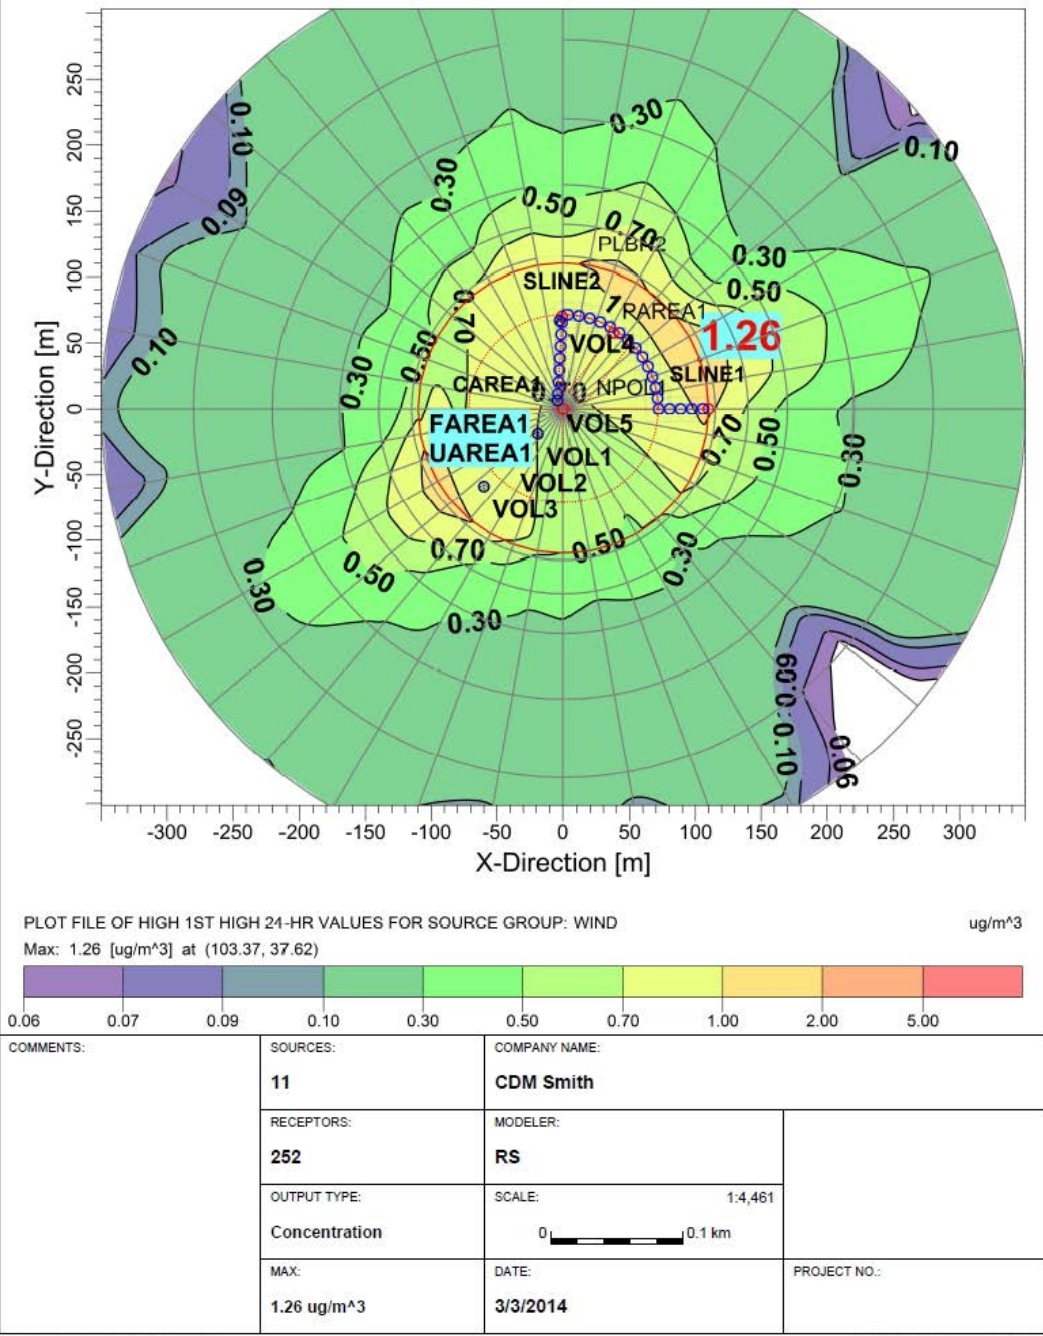 0.30
0.10
0.10
0.30
0.50
0.70
PLBR2
0.09
0.30
0.50
SLINE2
0.70
1
PAREA1
1.26
0.10
0.50
VOL4
SLINE1
0.30
CAREA1
0.70
NPOL1
FAREA1
VOL5
UAREA1
VOL1
0.70
0.50
0.30
VOL2
VOL3
0.70
0.50
0.50
0.30
0.30
0.30
0.09
0.10
0.06
Y-Direction [m]
250
200
150
100
50
0
-50
-100
-150
-200
-250
-300 -250 -200 -150 -100 -50 0 50 100 150 200 250 300
X-Direction [m]
PLOT FILE OF HIGH 1ST HIGH 24-HR VALUES FOR SOURCE GROUP: WIND ug/m^3
Max: 1.26 [ug/m^3] at (103.37, 37.62)
0.06 0.07 0.09 0.10 0.30 0.50 0.70 1.00 2.00 5.00
COMMENTS:
SOURCES:
11
COMPANY NAME:
CDM Smith
RECEPTORS:
252
MODELER:
RS
OUTPUT TYPE:
Concentration
SCALE: 1:4,461
0 0.1 km
MAX:
1.26 ug/m^3
DATE:
3/3/2014
PROJECT NO.: